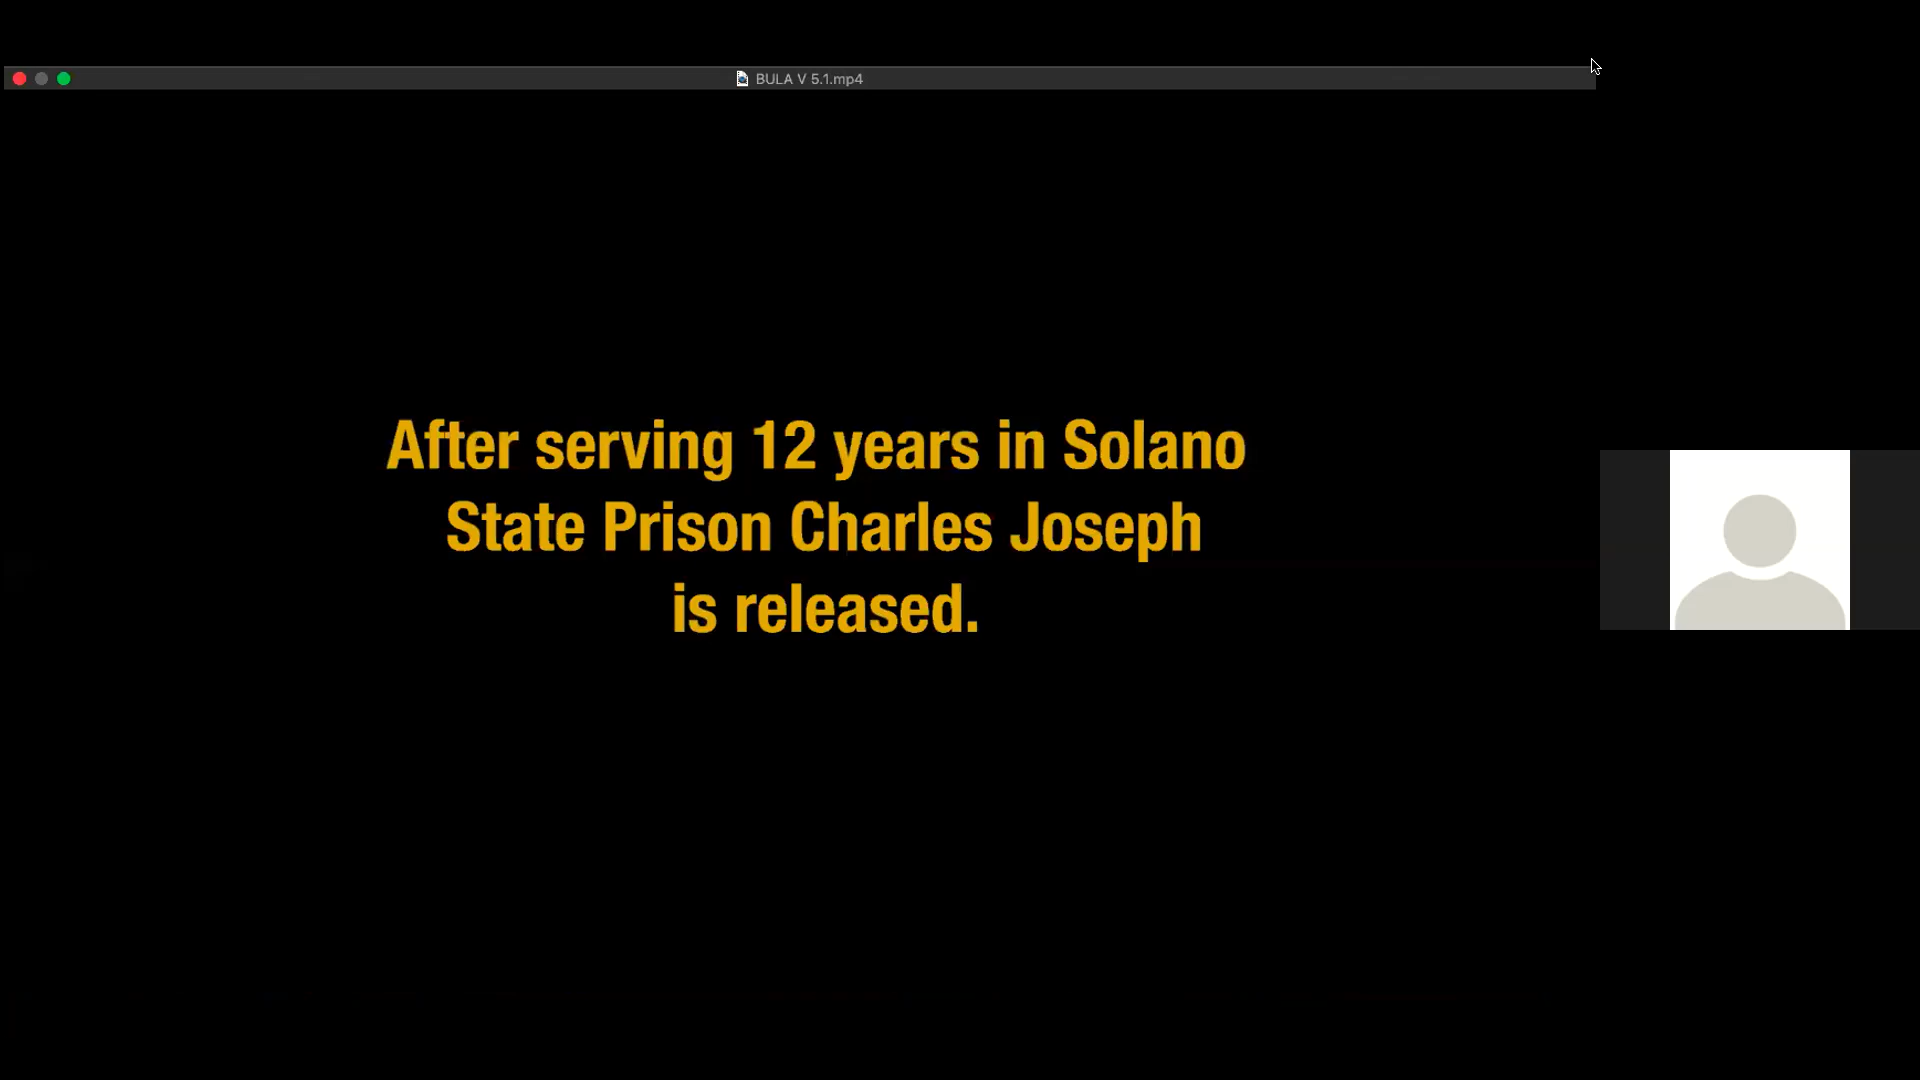 BULA V 5.1.mp4
After serving 12 years in Solano
State Prison Charles Joseph
is released.